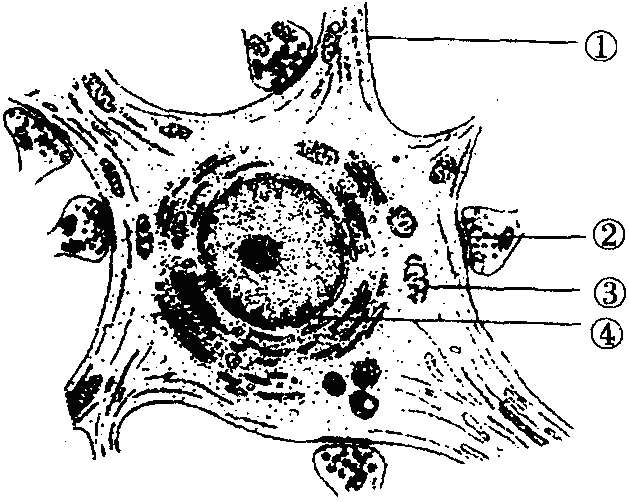 ①
②
③
④